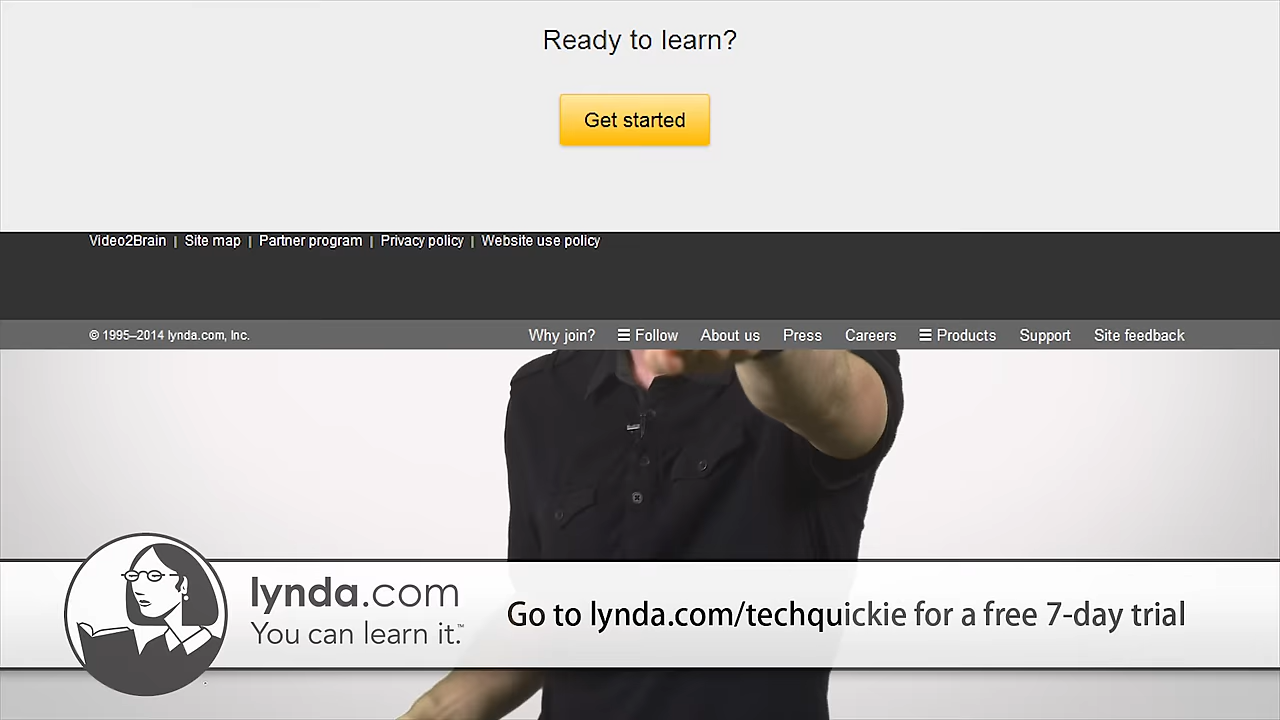 Ready to learn?
Get started
Video2Brain | Site map | Partner program | Privacy policy | Website use policy
© 1995–2014 lynda.com, Inc.
Why join? ☰ Follow About us Press Careers ☰ Products Support Site feedback
lynda.com
You can learn it.™
Go to lynda.com/techquickie for a free 7-day trial